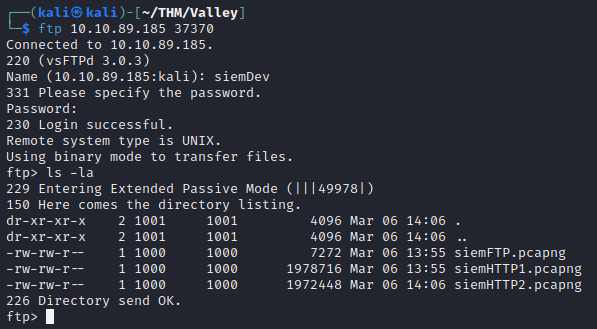 ┌──(kali㉿kali)-[~/THM/Valley]
└─$ ftp 10.10.89.185 37370
Connected to 10.10.89.185.
220 (vsFTPd 3.0.3)
Name (10.10.89.185:kali): siemDev
331 Please specify the password.
Password:
230 Login successful.
Remote system type is UNIX.
Using binary mode to transfer files.
ftp> ls -la
229 Entering Extended Passive Mode (|||49978|)
150 Here comes the directory listing.
dr-xr-xr-x    2 1001     1001         4096 Mar 06 14:06 .
dr-xr-xr-x    2 1001     1001         4096 Mar 06 14:06 ..
-rw-rw-r--    1 1000     1000         7272 Mar 06 13:55 siemFTP.pcapng
-rw-rw-r--    1 1000     1000      1978716 Mar 06 13:55 siemHTTP1.pcapng
-rw-rw-r--    1 1000     1000      1972448 Mar 06 14:06 siemHTTP2.pcapng
226 Directory send OK.
ftp>